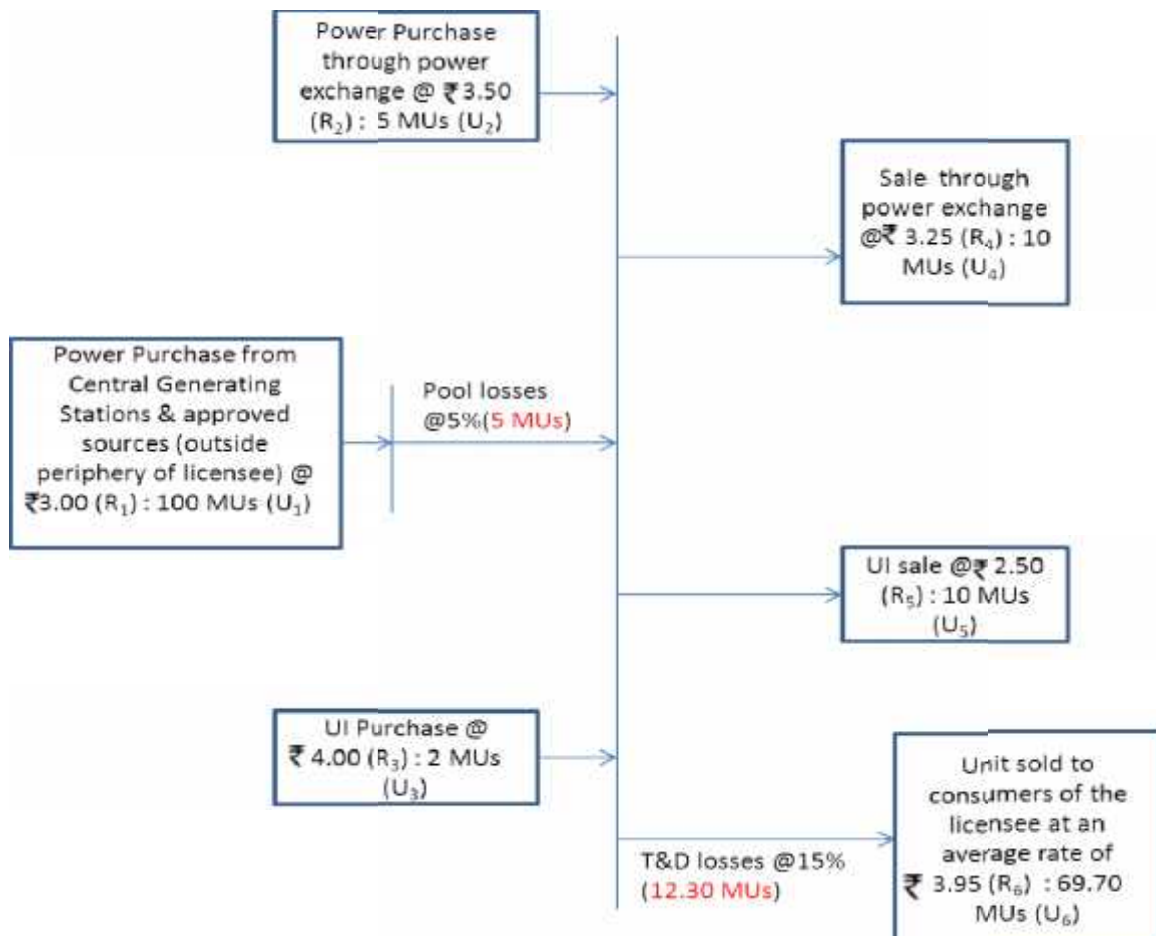 Power Purchase
through power
exchange @ ₹3.50
(R₂) : 5 MUs (U₂)
Sale through
power exchange
@₹ 3.25 (R₄) : 10
MUs (U₄)
Power Purchase from
Central Generating
Stations & approved
sources (outside
periphery of licensee) @
₹3.00 (R₁) : 100 MUs (U₁)
Pool losses
@5%(5 MUs)
UI sale @₹ 2.50
(R₅) : 10 MUs
(U₅)
UI Purchase @
₹ 4.00 (R₃) : 2 MUs
(U₃)
T&D losses @15%
(12.30 MUs)
Unit sold to
consumers of the
licensee at an
average rate of
₹ 3.95 (R₆) : 69.70
MUs (U₆)